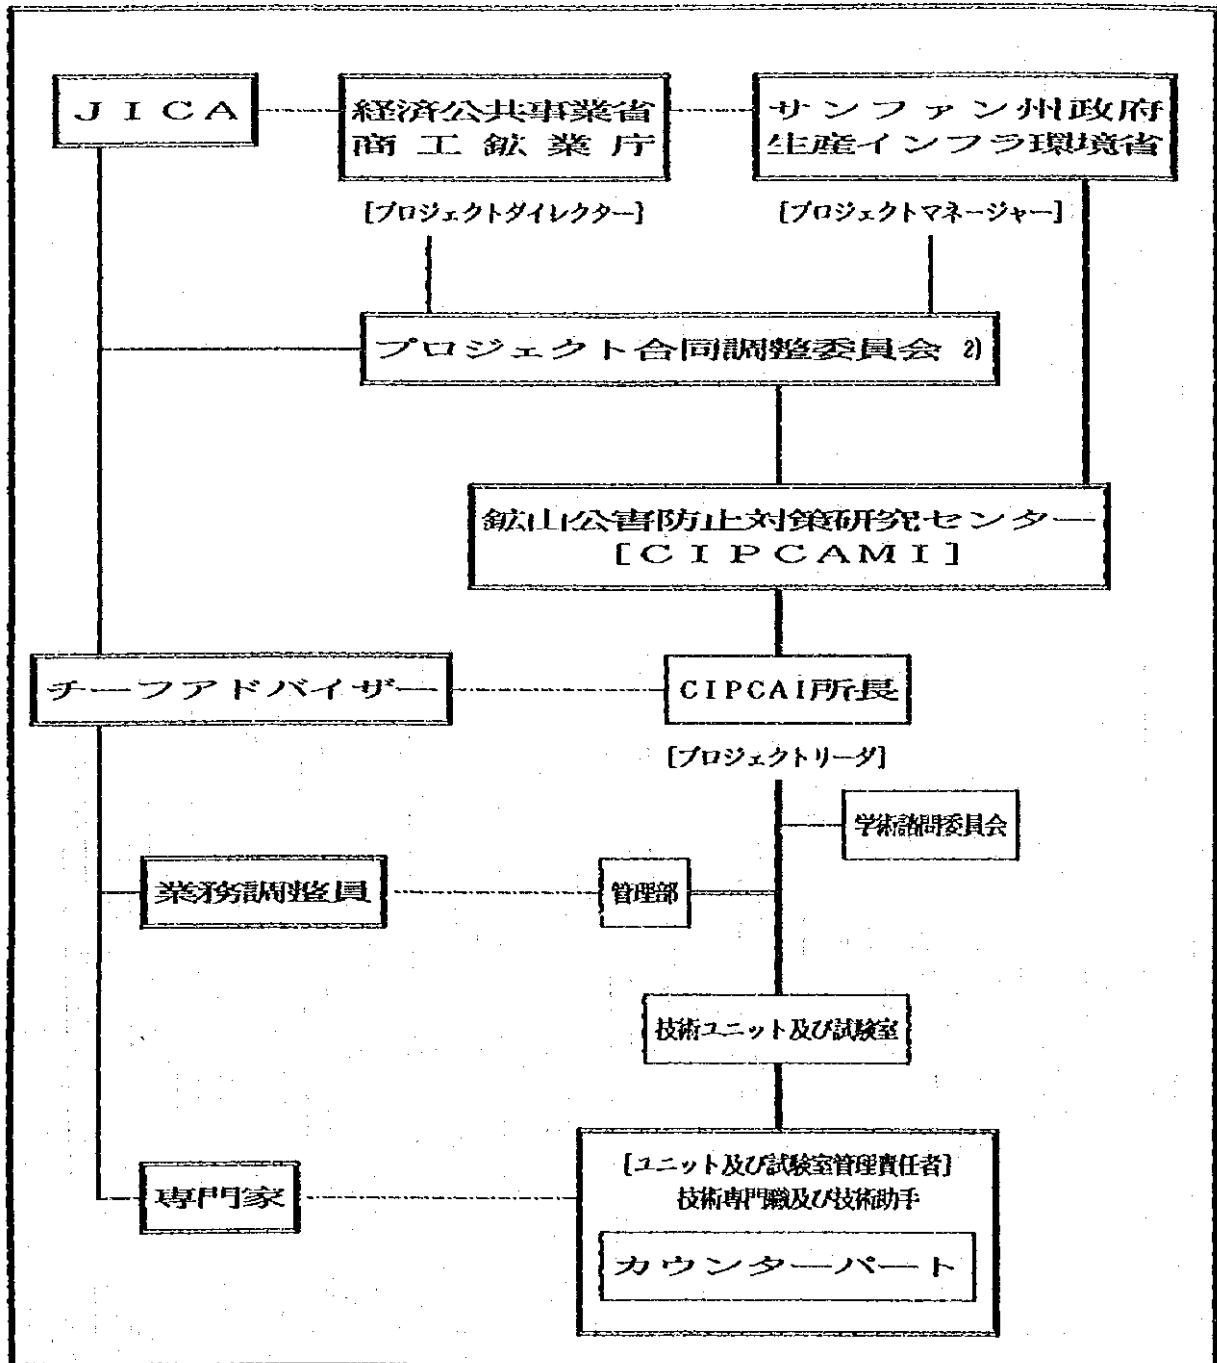 JICA
経済公共事業省
商工鉱業庁
サンファン州政府
生産インフラ環境省
[プロジェクトダイレクター]
[プロジェクトマネージャー]
プロジェクト合同調整委員会 2)
鉱山公害防止対策研究センター
[CIPCAMI]
チーフアドバイザー
CIPCAI所長
[プロジェクトリーダ]
学術諮問委員会
業務調整員
管理部
技術ユニット及び試験室
[ユニット及び試験室管理責任者]
専門家
技術専門職及び技術助手
カウンターパート